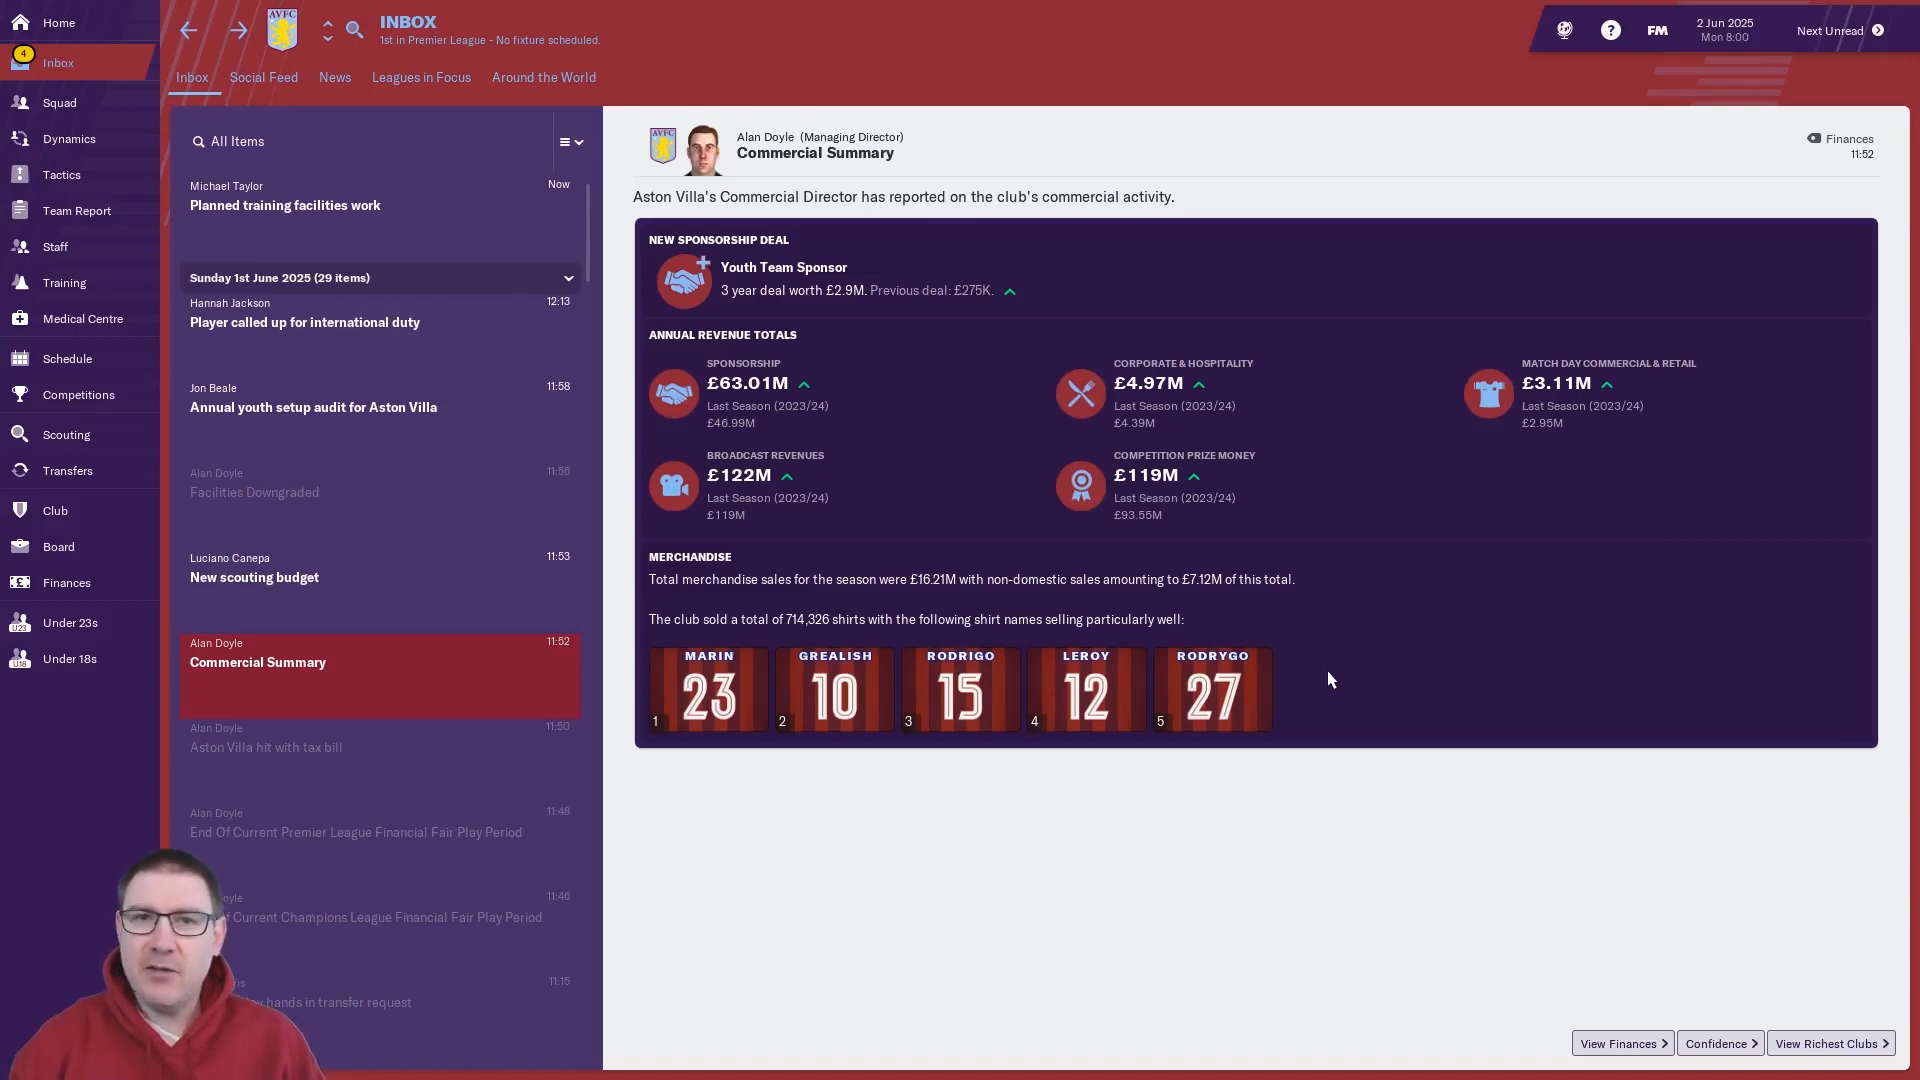 Home
4
Inbox
Squad
Dynamics
Tactics
Team Report
Staff
Training
Medical Centre
Schedule
Competitions
Scouting
Transfers
Club
Board
Finances
U23
Under 23s
U18
Under 18s
AVFC
INBOX
1st in Premier League - No fixture scheduled.
FM
2 Jun 2025
Mon 8:00
Next Unread
Inbox
Social Feed
News
Leagues in Focus
Around the World
All Items
Michael Taylor
Now
Planned training facilities work
Sunday 1st June 2025 (29 items)
Hannah Jackson
12:13
Player called up for international duty
Jon Beale
11:58
Annual youth setup audit for Aston Villa
Alan Doyle
11:56
Facilities Downgraded
Luciano Canepa
11:53
New scouting budget
Alan Doyle
11:52
Commercial Summary
Alan Doyle
11:50
Aston Villa hit with tax bill
Alan Doyle
11:48
End Of Current Premier League Financial Fair Play Period
11:46
Current Champions League Financial Fair Play Period
11:15
hands in transfer request
AVFC
Alan Doyle (Managing Director)
Commercial Summary
Finances
11:52
Aston Villa's Commercial Director has reported on the club's commercial activity.
NEW SPONSORSHIP DEAL
Youth Team Sponsor
3 year deal worth £2.9M. Previous deal: £275K.
ANNUAL REVENUE TOTALS
SPONSORSHIP
£63.01M
Last Season (2023/24)
£46.99M
CORPORATE & HOSPITALITY
£4.97M
Last Season (2023/24)
£4.39M
MATCH DAY COMMERCIAL & RETAIL
£3.11M
Last Season (2023/24)
£2.95M
BROADCAST REVENUES
£122M
Last Season (2023/24)
£119M
COMPETITION PRIZE MONEY
£119M
Last Season (2023/24)
£93.55M
MERCHANDISE
Total merchandise sales for the season were £16.21M with non-domestic sales amounting to £7.12M of this total.
The club sold a total of 714,326 shirts with the following shirt names selling particularly well:
MARIN
23
1
GREALISH
10
2
RODRIGO
15
3
LEROY
12
4
RODRYGO
27
5
View Finances
Confidence
View Richest Clubs